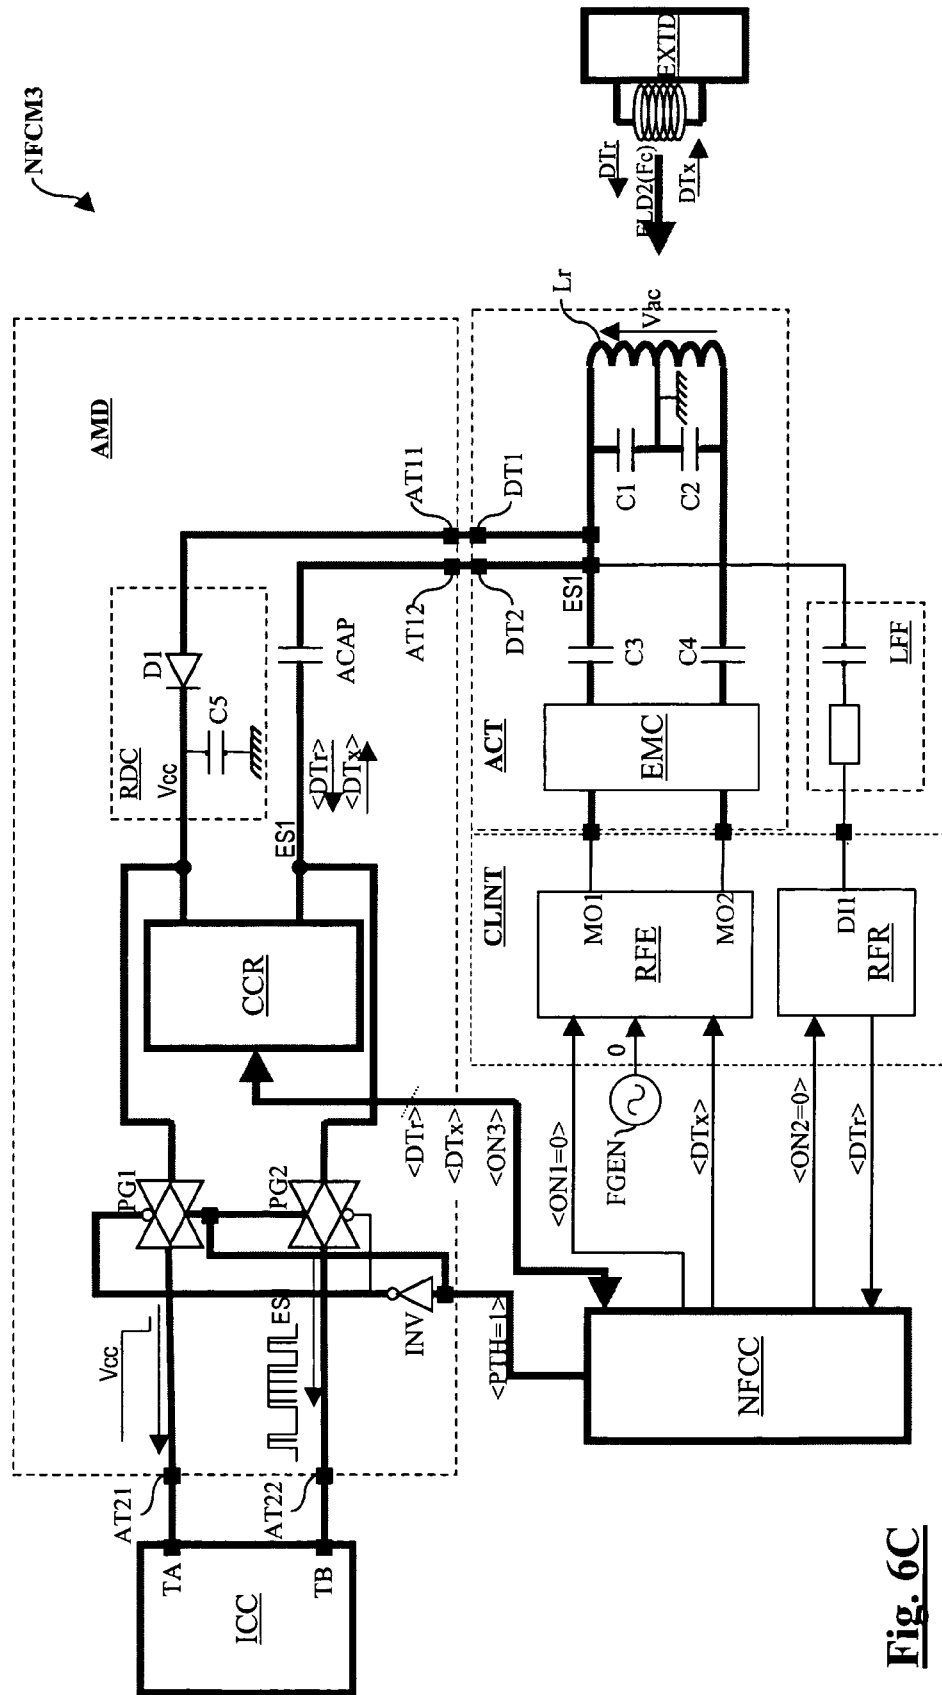 NFCM3
AMD
RDC
D1
Vcc
C5
ACAP
ES1
<DTr>
<DTx>
AT11
AT12
DT1
DT2
ES1
CCR
PG1
PG2
INV
Vcc
ES
AT21
AT22
TA
TB
ICC
<PTH=1>
<DTr>
<DTx>
<ON3>
NFCC
<ON1=0>
FGEN
0
<DTx>
<ON2=0>
<DTr>
CLINT
MO1
RFE
MO2
DI1
RFR
ACT
EMC
C3
C4
C1
C2
Lr
Vac
LFF
DTr
FLD2(Fc)
DTx
EXTD
Fig. 6C